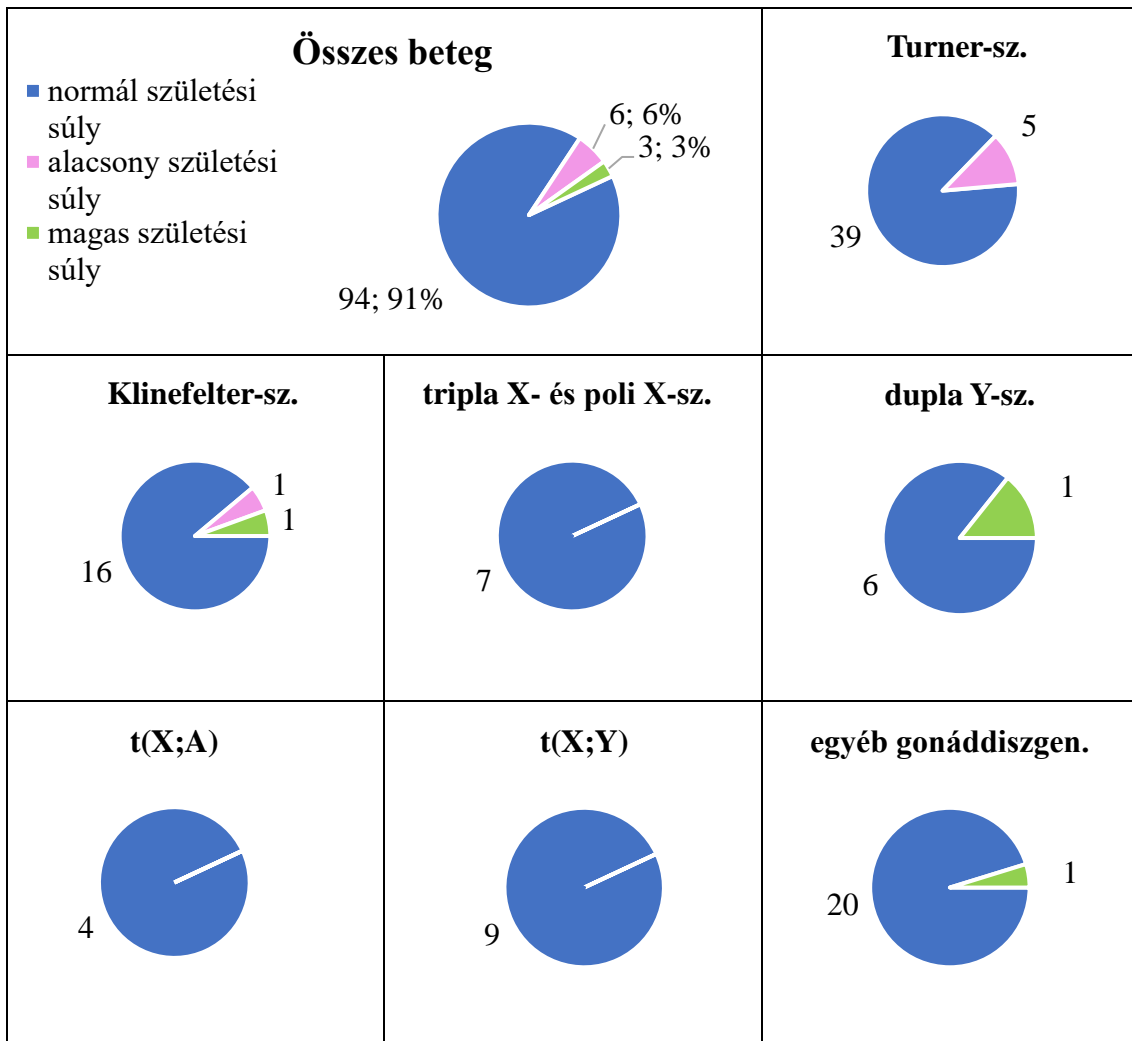 Összes beteg
normál születési
súly
alacsony születési
súly
magas születési
súly
6; 6%
3; 3%
94; 91%
Turner-sz.
5
39
Klinefelter-sz.
1
1
16
tripla X- és poli X-sz.
7
dupla Y-sz.
1
6
t(X;A)
4
t(X;Y)
9
egyéb gonáddiszgen.
1
20